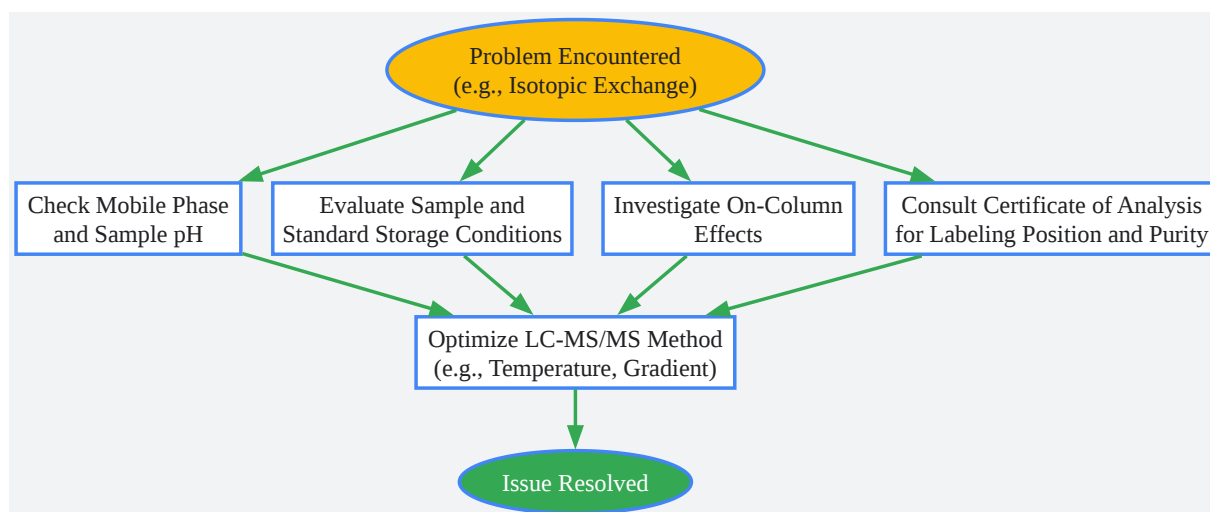 Problem Encountered
(e.g., Isotopic Exchange)
Check Mobile Phase
and Sample pH
Evaluate Sample and
Standard Storage Conditions
Investigate On-Column
Effects
Consult Certificate of Analysis
for Labeling Position and Purity
Optimize LC-MS/MS Method
(e.g., Temperature, Gradient)
Issue Resolved